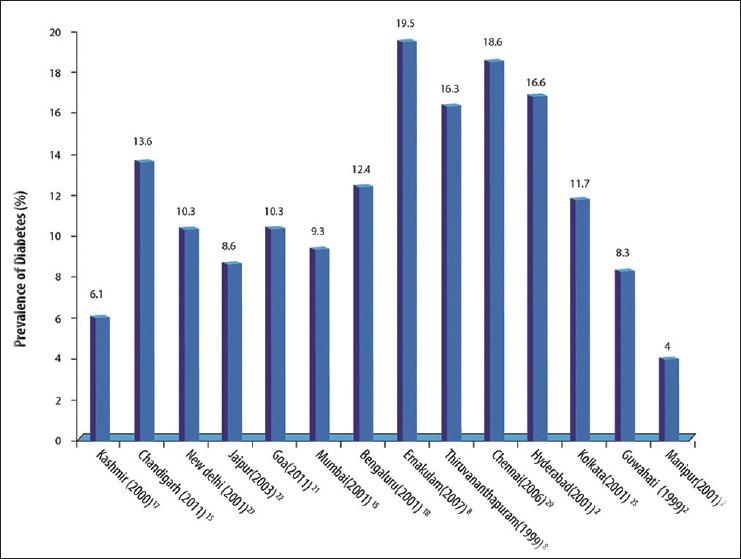 Prevalence of Diabetes (%)
20
18
16
14
12
10
8
6
4
2
0
6.1
13.6
10.3
8.6
10.3
9.3
12.4
19.5
16.3
18.6
16.6
11.7
8.3
4
Kashmir (2000)¹⁷
Chandigarh (2011)¹⁵
New delhi (2001)²⁷
Jaipur(2003)²²
Goa(2011)²¹
Mumbai(2001)¹⁶
Bengaluru(2001)¹⁸
Ernakulam(2007)⁸
Thiruvananthapuram(1999)⁸
Chennai(2006)²⁹
Hyderabad(2001)²
Kolkata(2001)²⁵
Guwahati (1999)²
Manipur(2001)²